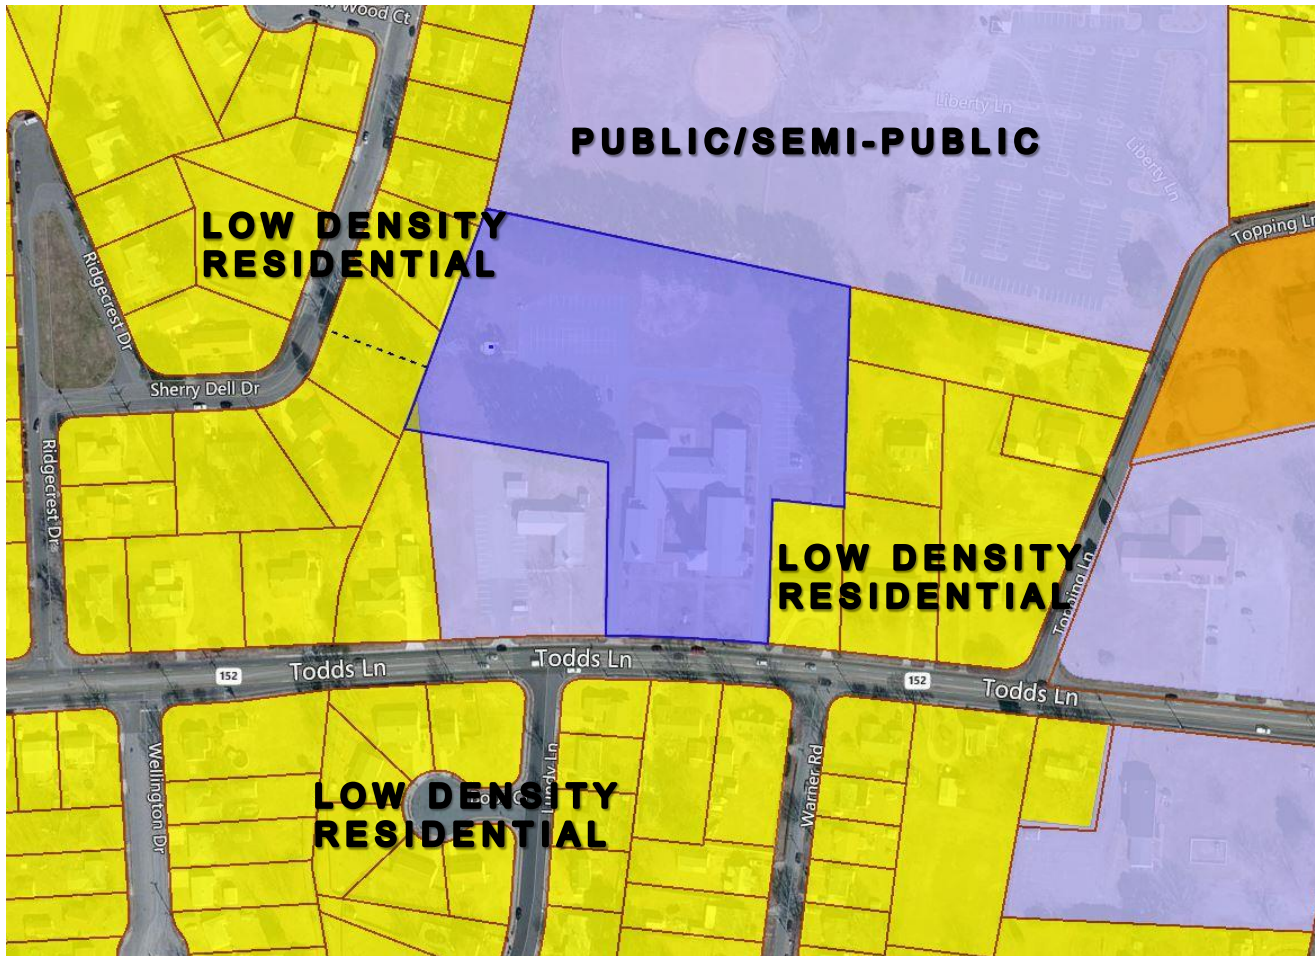 Wood Ct
Liberty Ln
PUBLIC/SEMI-PUBLIC
Liberty Ln
LOW DENSITY
RESIDENTIAL
Topping Ln
Ridgecrest Dr
Sherry Dell Dr
Ridgecrest Dr
LOW DENSITY
RESIDENTIAL
Topping Ln
Todds Ln
152
Todds Ln
152
Todds Ln
Wellington Dr
Lundy Ln
Warner Rd
LOW DENSITY
RESIDENTIAL